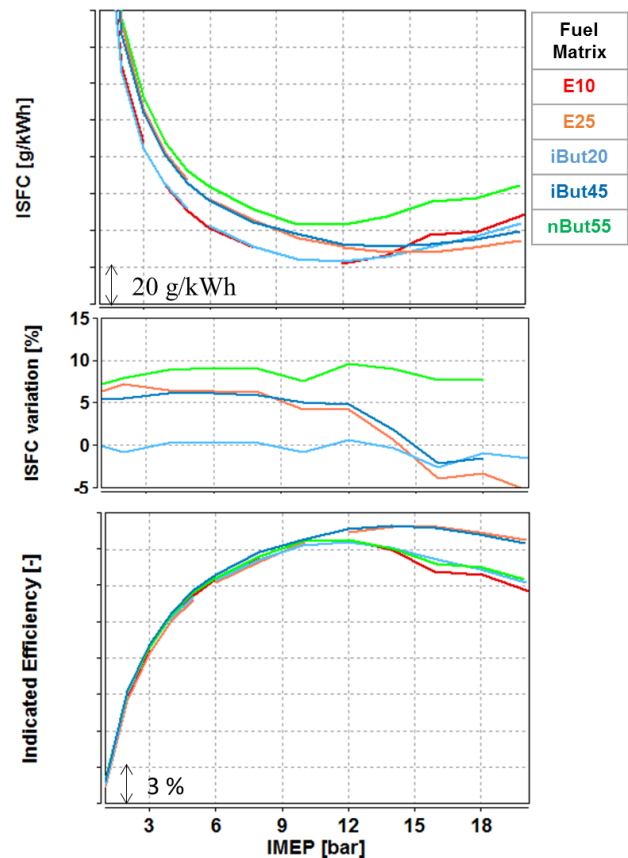 Fuel
Matrix
E10
E25
iBut20
iBut45
nBut55
ISFC [g/kWh]
20 g/kWh
ISFC variation [%]
15
10
5
0
-5
Indicated Efficiency [-]
3 %
3 6 9 12 15 18
IMEP [bar]